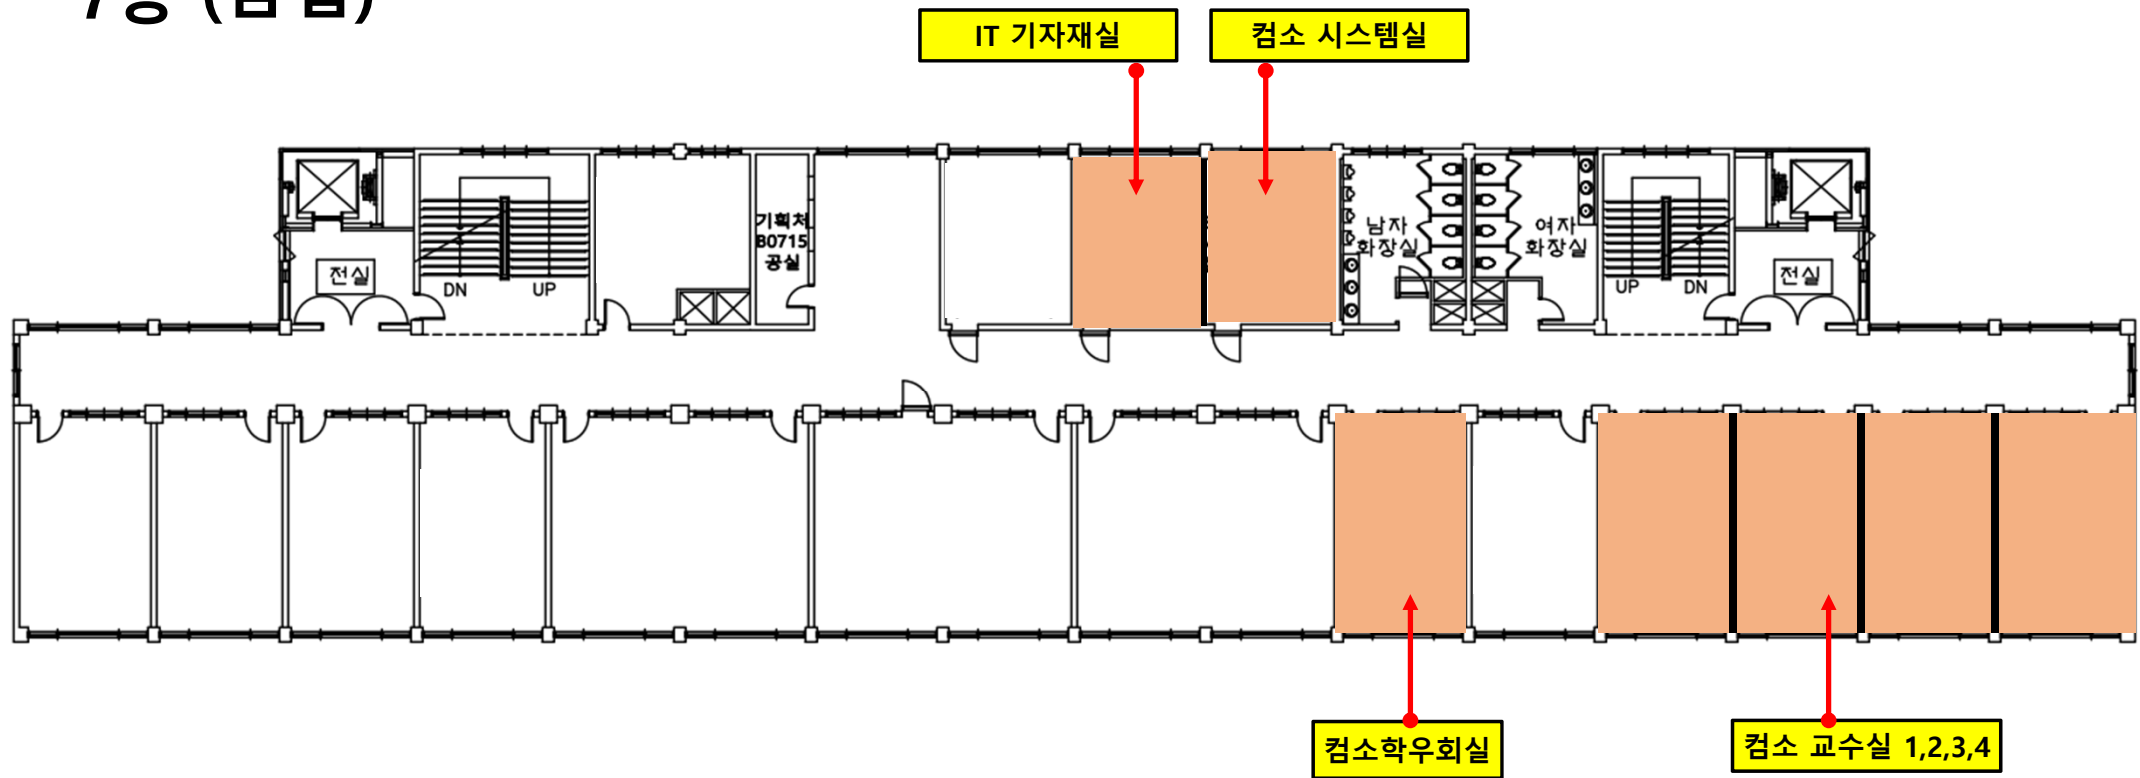 IT 기자재실
컴소 시스템실
기획처
B0715
공실
남자
화장실
여자
화장실
전실
DN
UP
UP
DN
전실
컴소학우회실
컴소 교수실 1,2,3,4